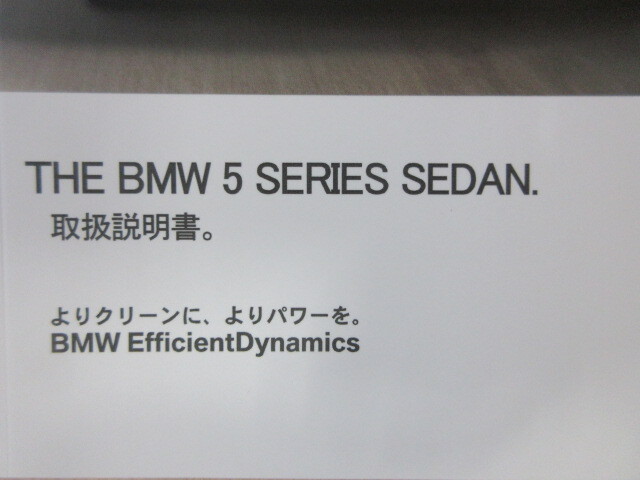 THE BMW 5 SERIES SEDAN.
取扱説明書。
よりクリーンに、よりパワーを。
BMW EfficientDynamics